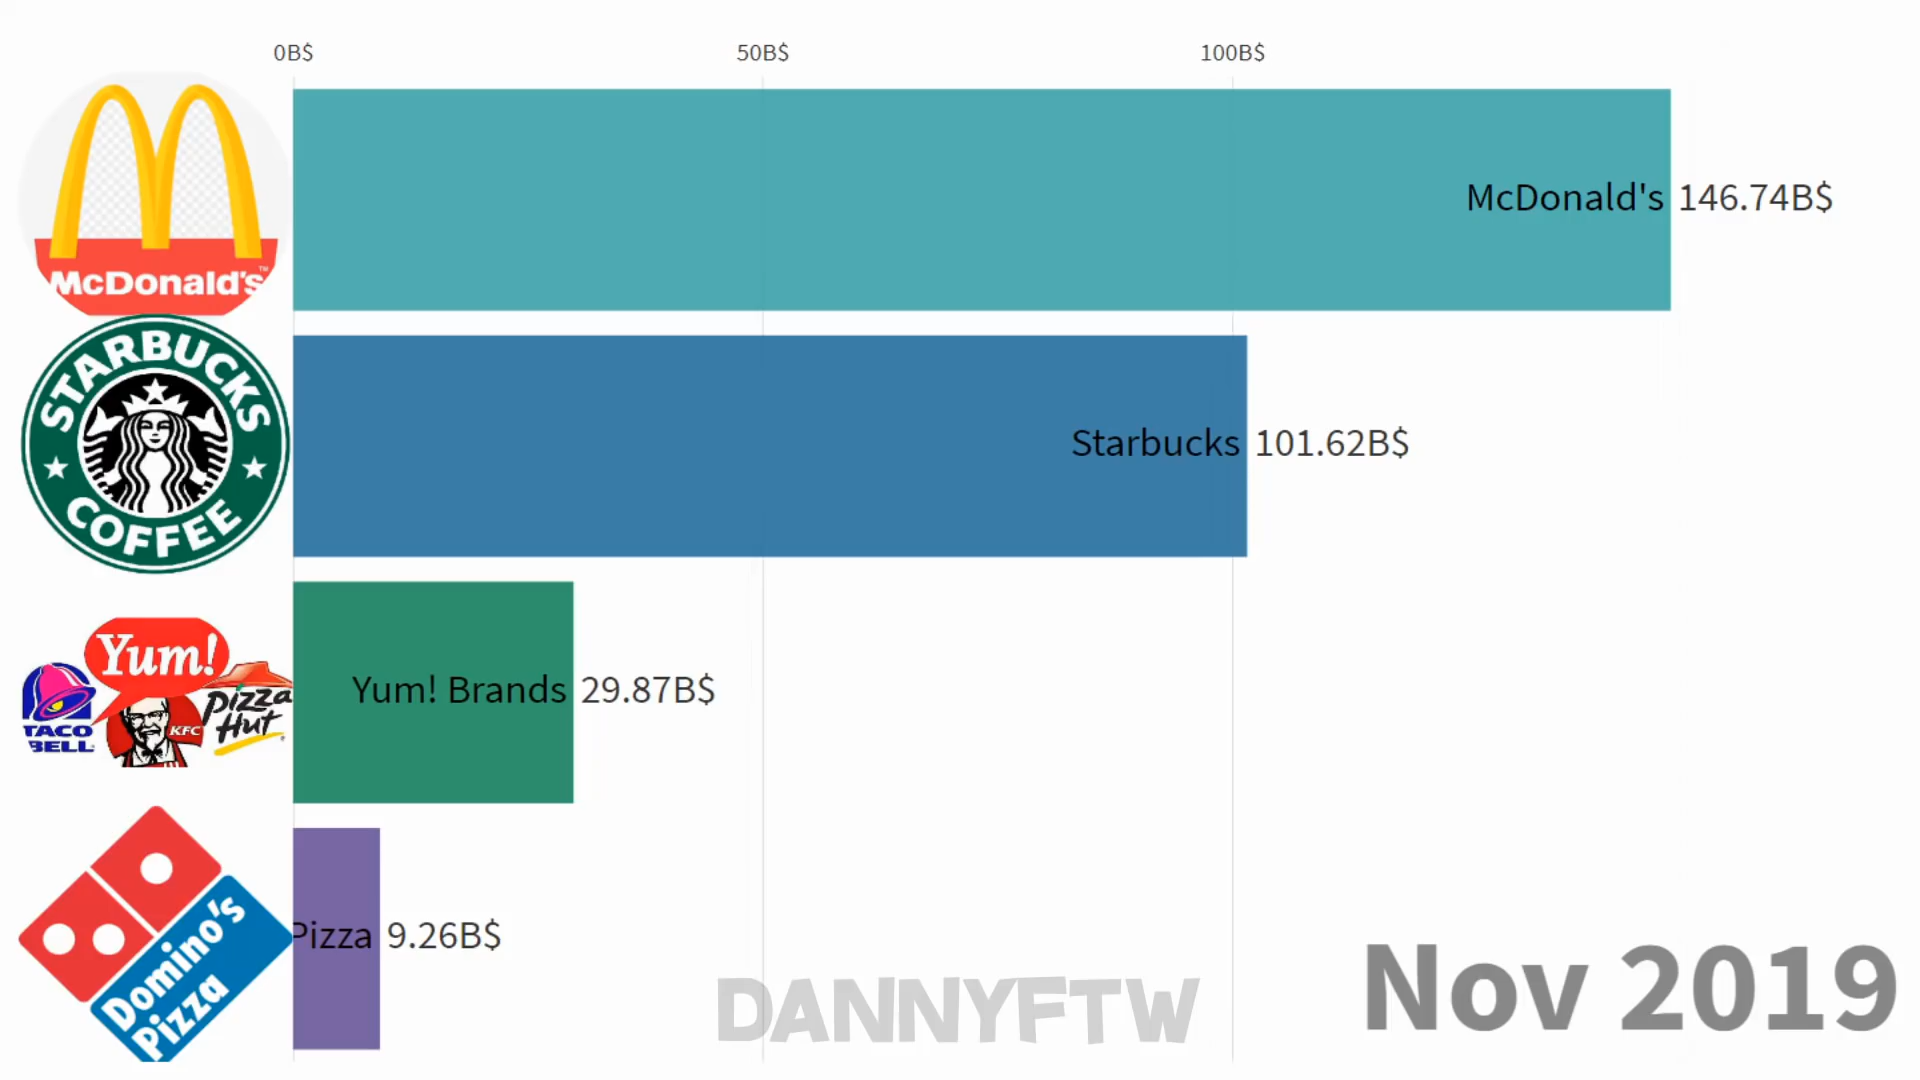 0B$ 50B$ 100B$
McDonald's™
McDonald's 146.74B$
STARBUCKS
COFFEE
Starbucks 101.62B$
Yum!
TACO
BELL
KFC
Pizza
Hut
Yum! Brands 29.87B$
Domino's
Pizza
Pizza 9.26B$
DANNYFTW
Nov 2019